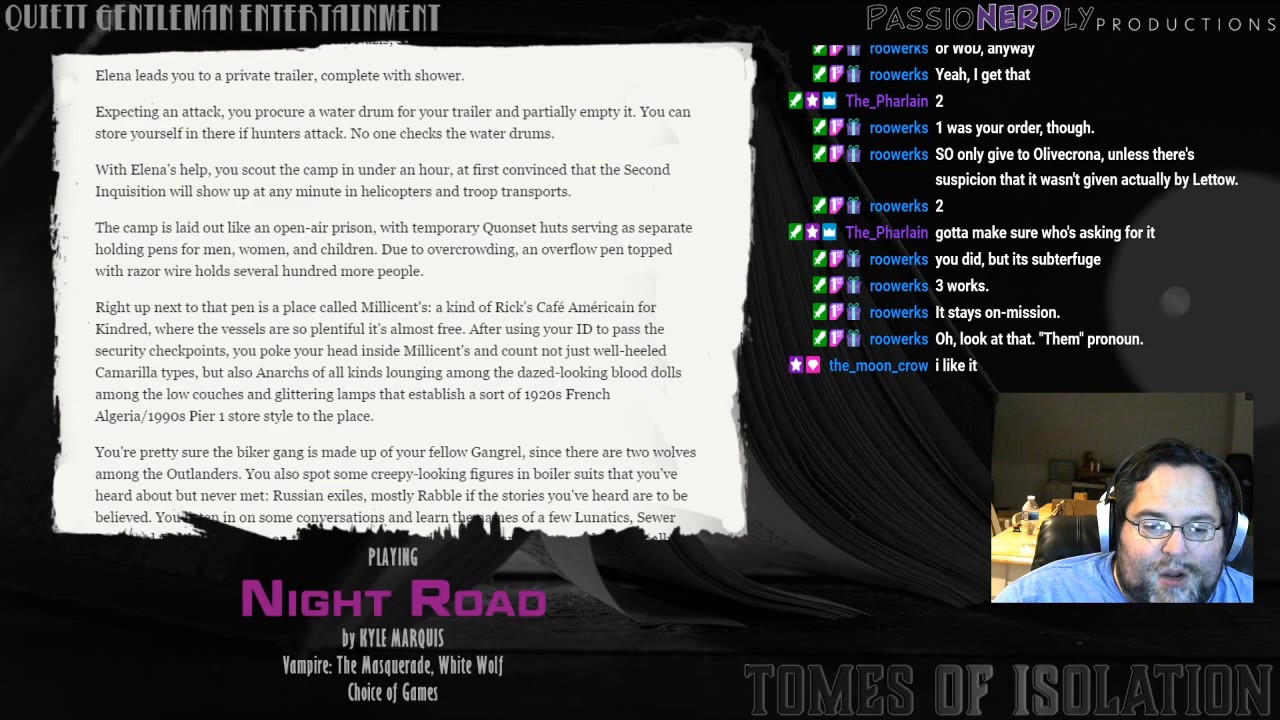 QUIETT GENTLEMAN ENTERTAINMENT
PASSIONERDLY PRODUCTIONS
Elena leads you to a private trailer, complete with shower.
Expecting an attack, you procure a water drum for your trailer and partially empty it. You can
store yourself in there if hunters attack. No one checks the water drums.
With Elena's help, you scout the camp in under an hour, at first convinced that the Second
Inquisition will show up at any minute in helicopters and troop transports.
The camp is laid out like an open-air prison, with temporary Quonset huts serving as separate
holding pens for men, women, and children. Due to overcrowding, an overflow pen topped
with razor wire holds several hundred more people.
Right up next to that pen is a place called Millicent's: a kind of Rick's Café Américain for
Kindred, where the vessels are so plentiful it's almost free. After using your ID to pass the
security checkpoints, you poke your head inside Millicent's and count not just well-heeled
Camarilla types, but also Anarchs of all kinds lounging among the dazed-looking blood dolls
among the low couches and glittering lamps that establish a sort of 1920s French
Algeria/1990s Pier 1 store style to the place.
You're pretty sure the biker gang is made up of your fellow Gangrel, since there are two wolves
among the Outlanders. You also spot some creepy-looking figures in boiler suits that you've
heard about but never met: Russian exiles, mostly Rabble if the stories you've heard are to be
believed. You listen in on some conversations and learn the names of a few Lunatics, Sewer
roowerks or WoD, anyway
roowerks Yeah, I get that
The_Pharlain 2
roowerks 1 was your order, though.
roowerks SO only give to Olivecrona, unless there's
suspicion that it wasn't given actually by Lettow.
roowerks 2
The_Pharlain gotta make sure who's asking for it
roowerks you did, but its subterfuge
roowerks 3 works.
roowerks It stays on-mission.
roowerks Oh, look at that. "Them" pronoun.
the_moon_crow i like it
PLAYING
NIGHT ROAD
by KYLE MARQUIS
Vampire: The Masquerade, White Wolf
Choice of Games
TOMES OF ISOLATION